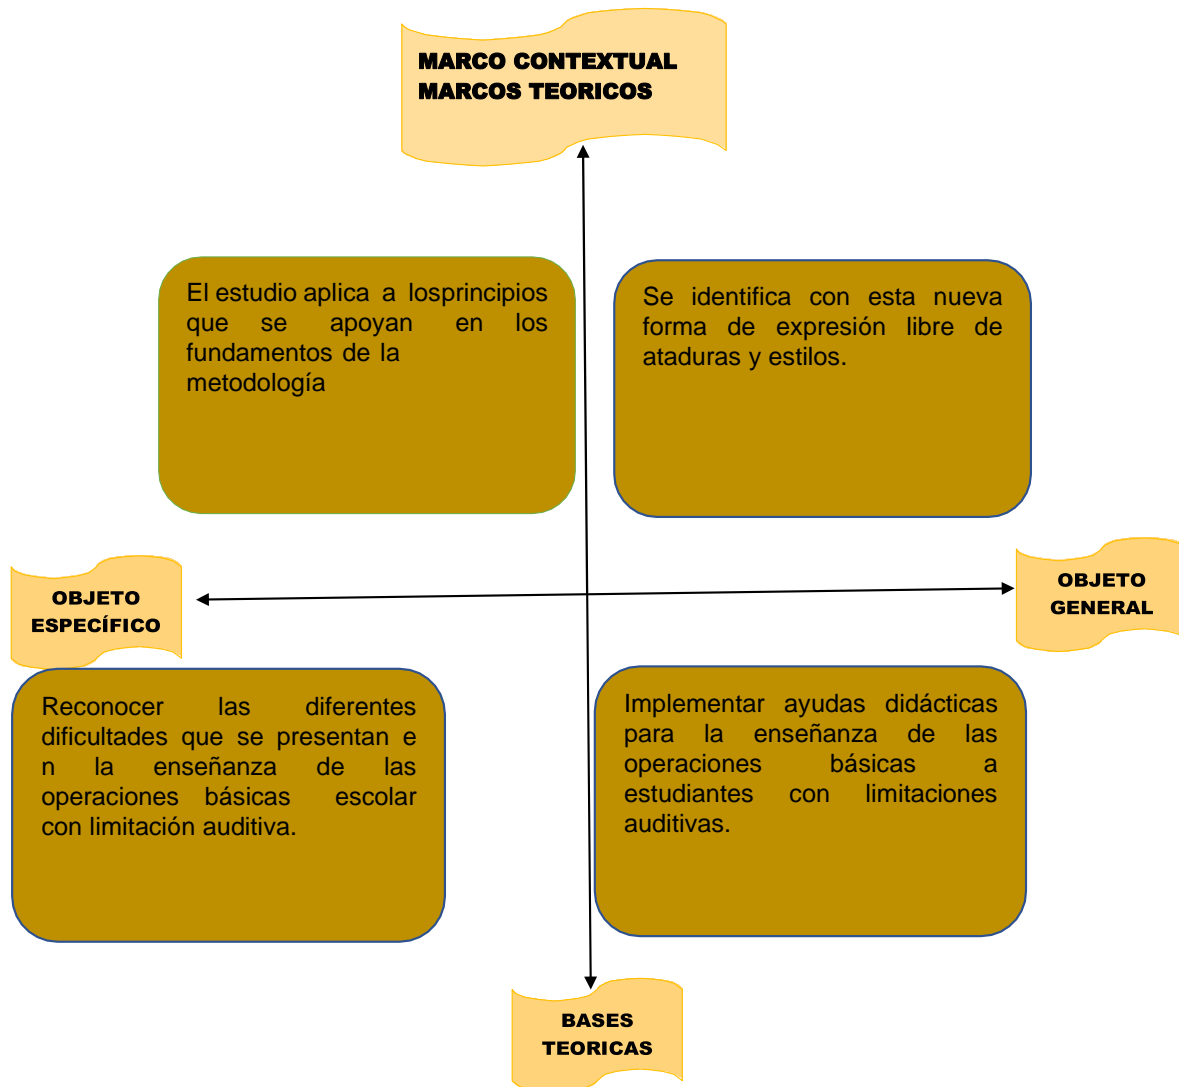 MARCO CONTEXTUAL
MARCOS TEORICOS
El estudio aplica a losprincipios
que se apoyan en los
fundamentos de la
metodología
Se identifica con esta nueva
forma de expresión libre de
ataduras y estilos.
OBJETO
ESPECÍFICO
OBJETO
GENERAL
Reconocer las diferentes
dificultades que se presentan e
n la enseñanza de las
operaciones básicas escolar
con limitación auditiva.
Implementar ayudas didácticas
para la enseñanza de las
operaciones básicas a
estudiantes con limitaciones
auditivas.
BASES
TEORICAS